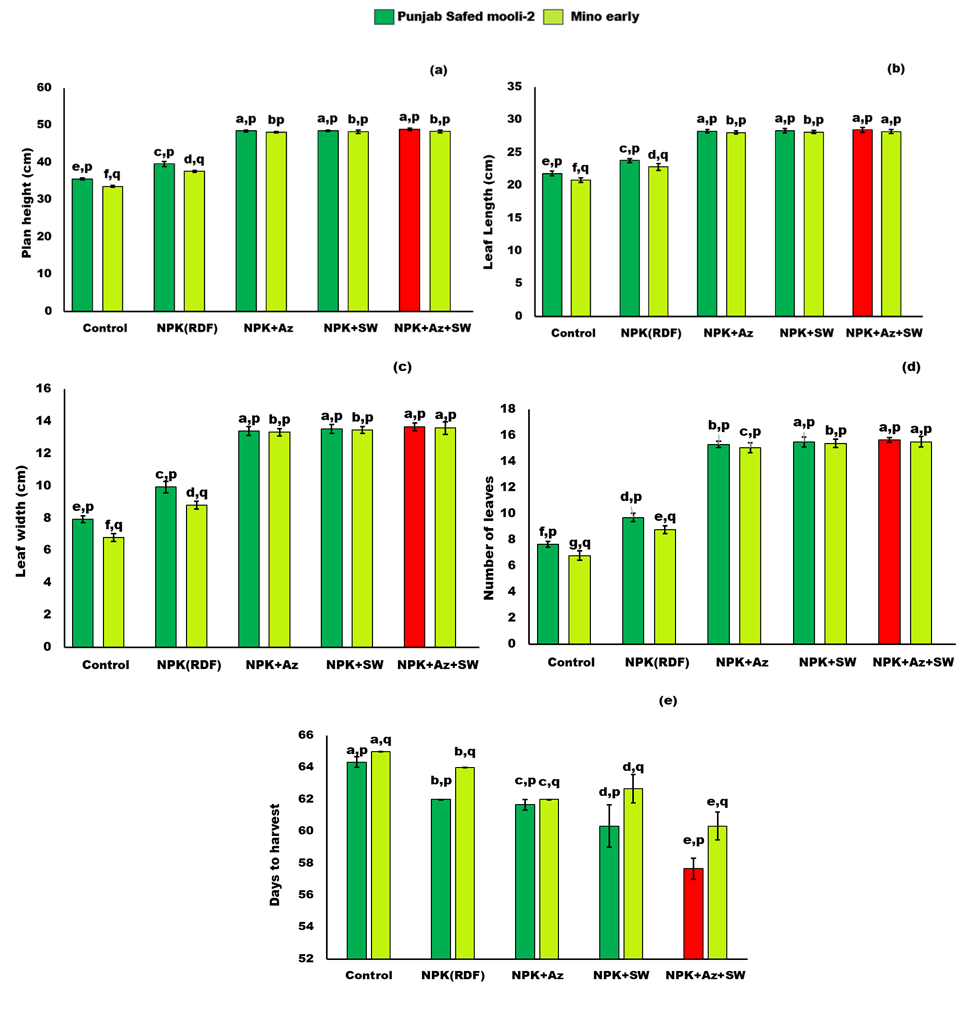 Punjab Safed mooli-2 Mino early
(a)
Plan height (cm)
60
50
40
30
20
10
0
e,p f,q c,p d,q a,p bp a,p b,p a,p b,p
Control NPK(RDF) NPK+Az NPK+SW NPK+Az+SW
(b)
Leaf Length (cm)
35
30
25
20
15
10
5
0
e,p f,q c,p d,q a,p b,p a,p b,p a,p a,p
Control NPK(RDF) NPK+Az NPK+SW NPK+Az+SW
(c)
Leaf width (cm)
16
14
12
10
8
6
4
2
0
e,p f,q c,p d,q a,p b,p a,p b,p a,p a,p
Control NPK(RDF) NPK+Az NPK+SW NPK+Az+SW
(d)
Number of leaves
18
16
14
12
10
8
6
4
2
0
f,p g,q d,p e,q b,p c,p a,p b,p a,p a,p
Control NPK(RDF) NPK+Az NPK+SW NPK+Az+SW
(e)
Days to harvest
66
64
62
60
58
56
54
52
a,p a,q b,p b,q c,p c,q d,p d,q e,p e,q
Control NPK(RDF) NPK+Az NPK+SW NPK+Az+SW